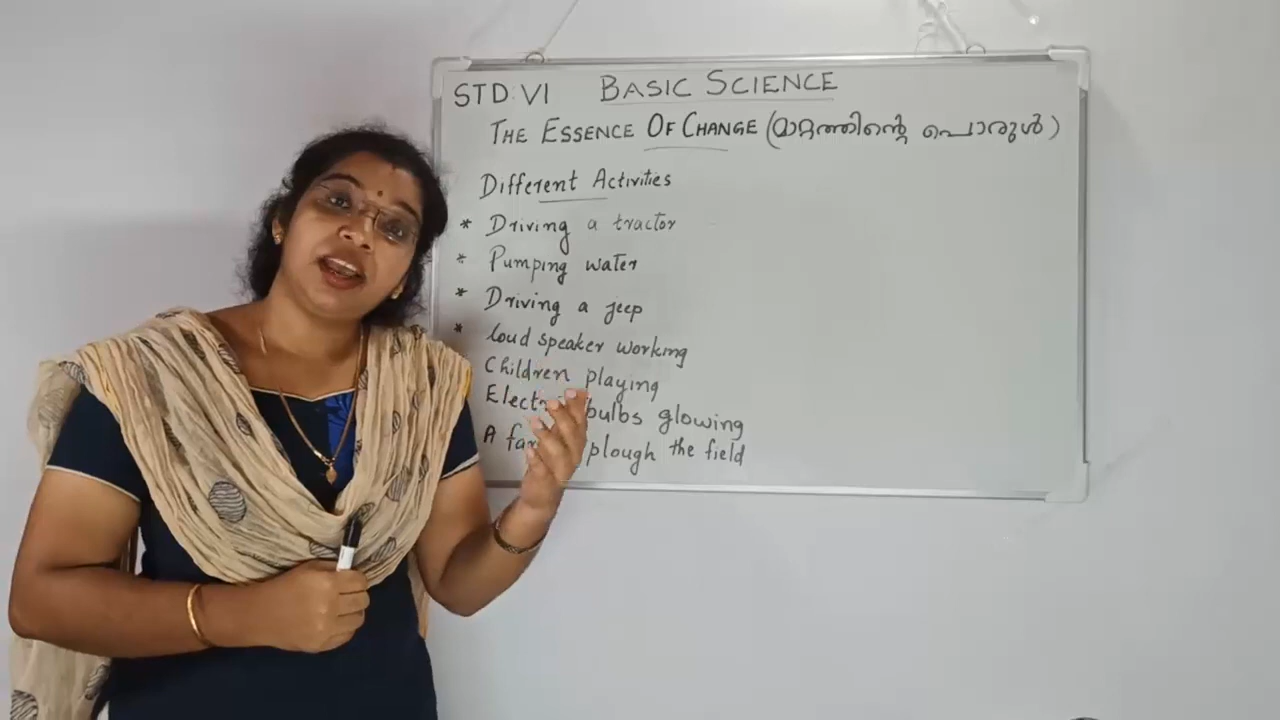 STD: VI BASIC SCIENCE
THE ESSENCE OF CHANGE (മാറ്റത്തിന്റെ പൊരുൾ)
Different Activities
* Driving a tractor
* Pumping water
* Driving a jeep
* loud speaker working
Children playing
bulbs glowing
A plough the field